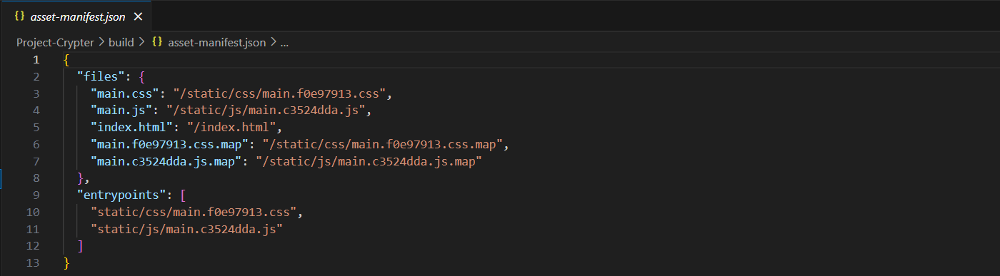 {} asset-manifest.json ×
Project-Crypter > build > {} asset-manifest.json > ...
1 {
2   "files": {
3     "main.css": "/static/css/main.f0e97913.css",
4     "main.js": "/static/js/main.c3524dda.js",
5     "index.html": "/index.html",
6     "main.f0e97913.css.map": "/static/css/main.f0e97913.css.map",
7     "main.c3524dda.js.map": "/static/js/main.c3524dda.js.map"
8   },
9   "entrypoints": [
10     "static/css/main.f0e97913.css",
11     "static/js/main.c3524dda.js"
12   ]
13 }